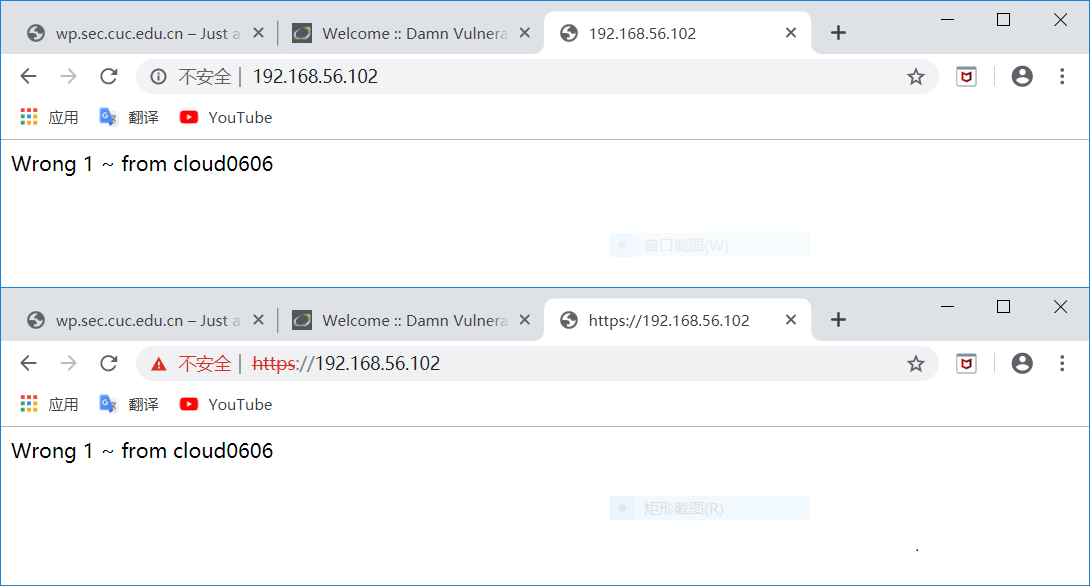 wp.sec.cuc.edu.cn – Just a
Welcome :: Damn Vulnera
192.168.56.102
不安全 | 192.168.56.102
应用 翻译 YouTube
Wrong 1 ~ from cloud0606
窗口截图(W)
wp.sec.cuc.edu.cn – Just a
Welcome :: Damn Vulnera
https://192.168.56.102
不安全 | https://192.168.56.102
应用 翻译 YouTube
Wrong 1 ~ from cloud0606
矩形截图(R)